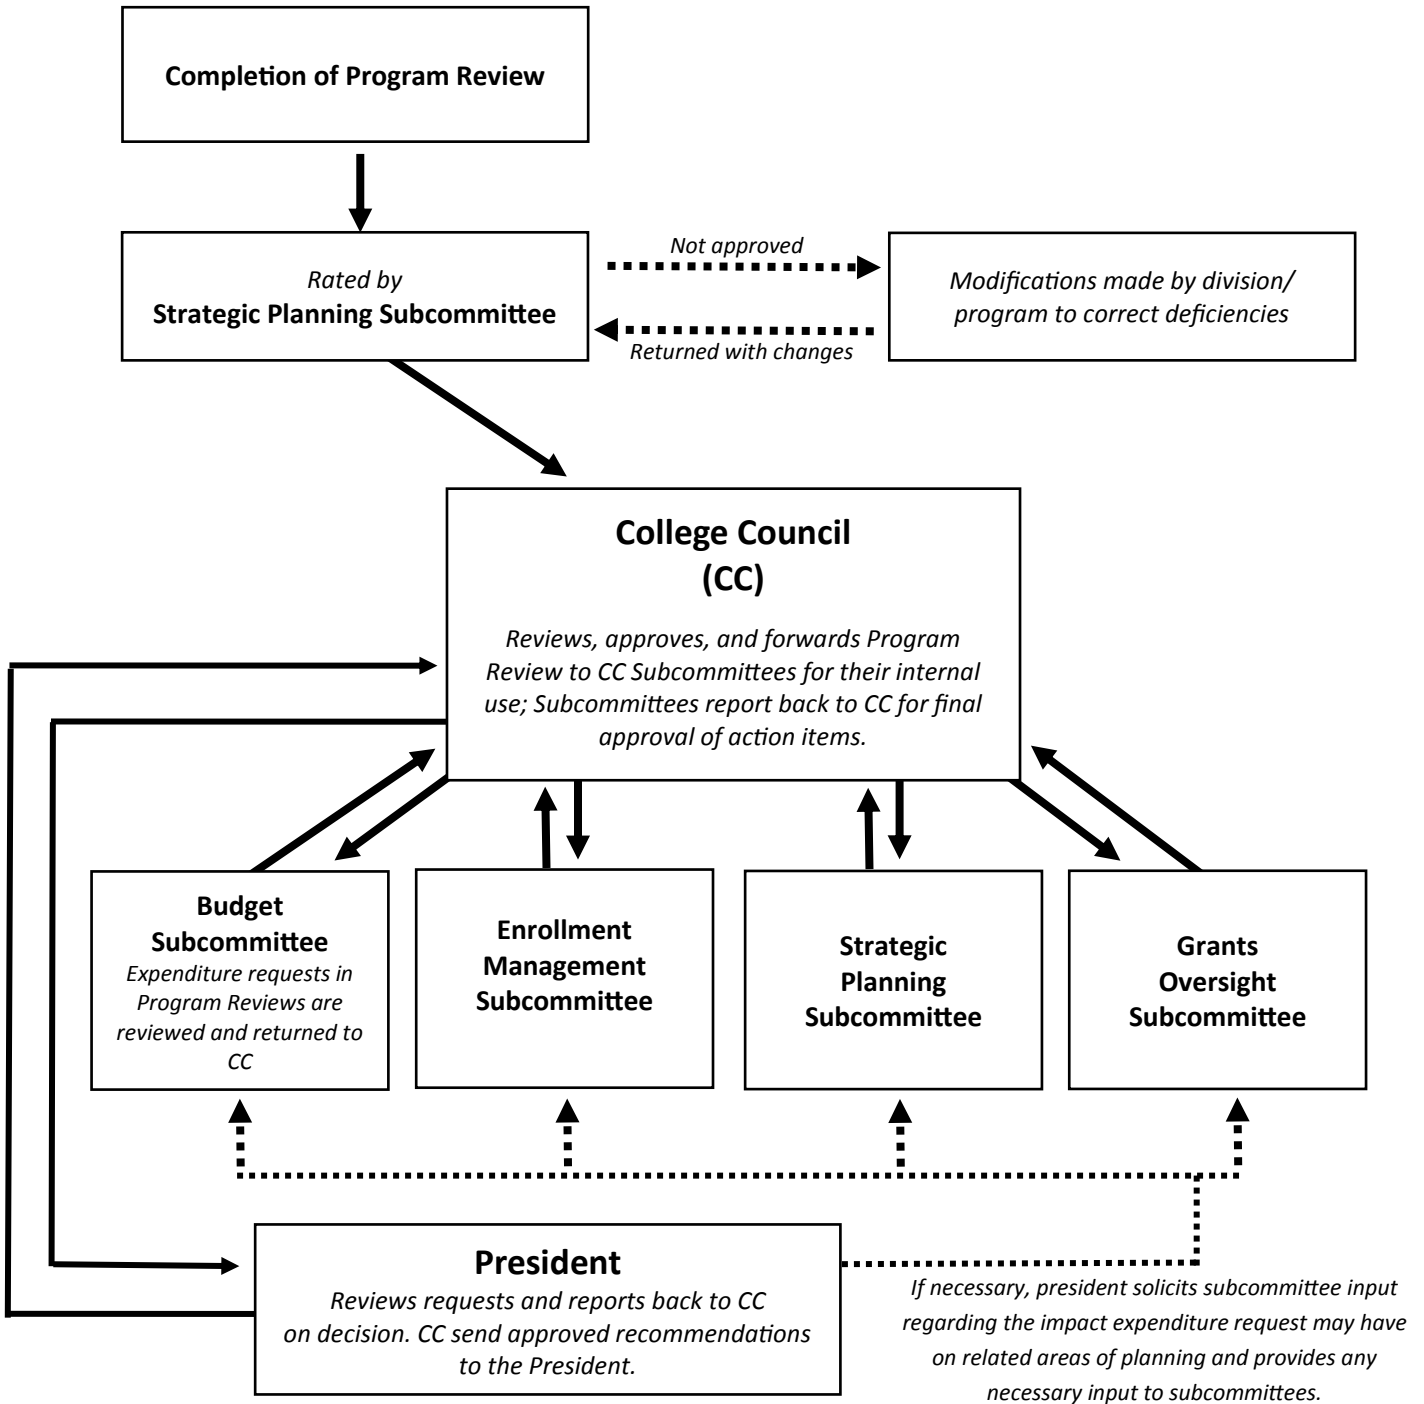 Completion of Program Review
Rated by
Strategic Planning Subcommittee
Not approved
Returned with changes
Modifications made by division/
program to correct deficiencies
College Council
(CC)
Reviews, approves, and forwards Program
Review to CC Subcommittees for their internal
use; Subcommittees report back to CC for final
approval of action items.
Budget
Subcommittee
Expenditure requests in
Program Reviews are
reviewed and returned to
CC
Enrollment
Management
Subcommittee
Strategic
Planning
Subcommittee
Grants
Oversight
Subcommittee
President
Reviews requests and reports back to CC
on decision. CC send approved recommendations
to the President.
If necessary, president solicits subcommittee input
regarding the impact expenditure request may have
on related areas of planning and provides any
necessary input to subcommittees.